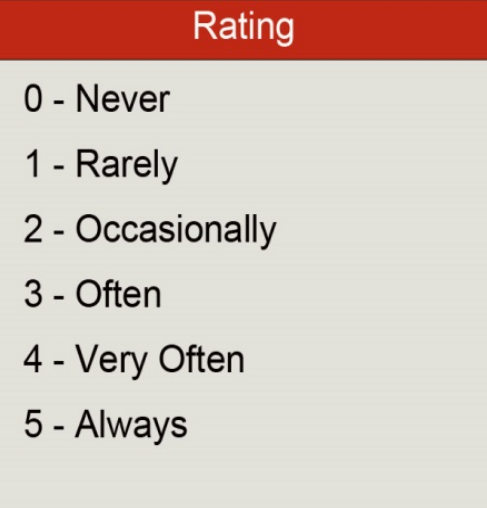 Rating
0 - Never
1 - Rarely
2 - Occasionally
3 - Often
4 - Very Often
5 - Always